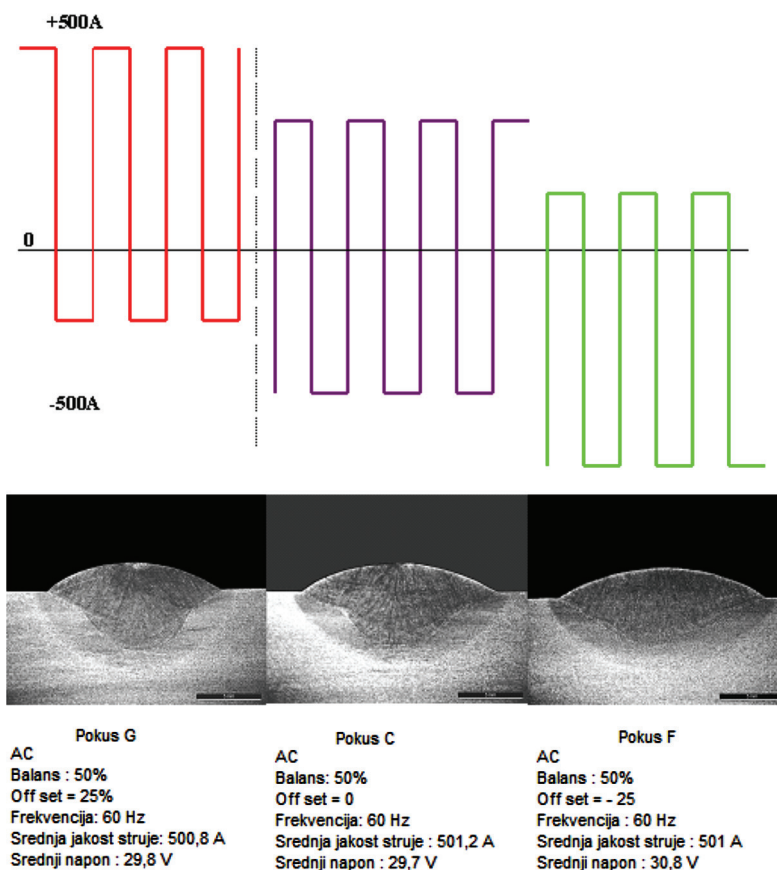 +500A
0
-500A
Pokus G
AC
Balans : 50%
Off set = 25%
Frekvencija: 60 Hz
Srednja jakost struje: 500,8 A
Srednji napon : 29,8 V
Pokus C
AC
Balans : 50%
Off set = 0
Frekvencija : 60 Hz
Srednja jakost struje : 501,2 A
Srednji napon : 29,7 V
Pokus F
AC
Balans : 50%
Off set = - 25
Frekvencija : 60 Hz
Srednja jakost struje : 501 A
Srednji napon : 30,8 V